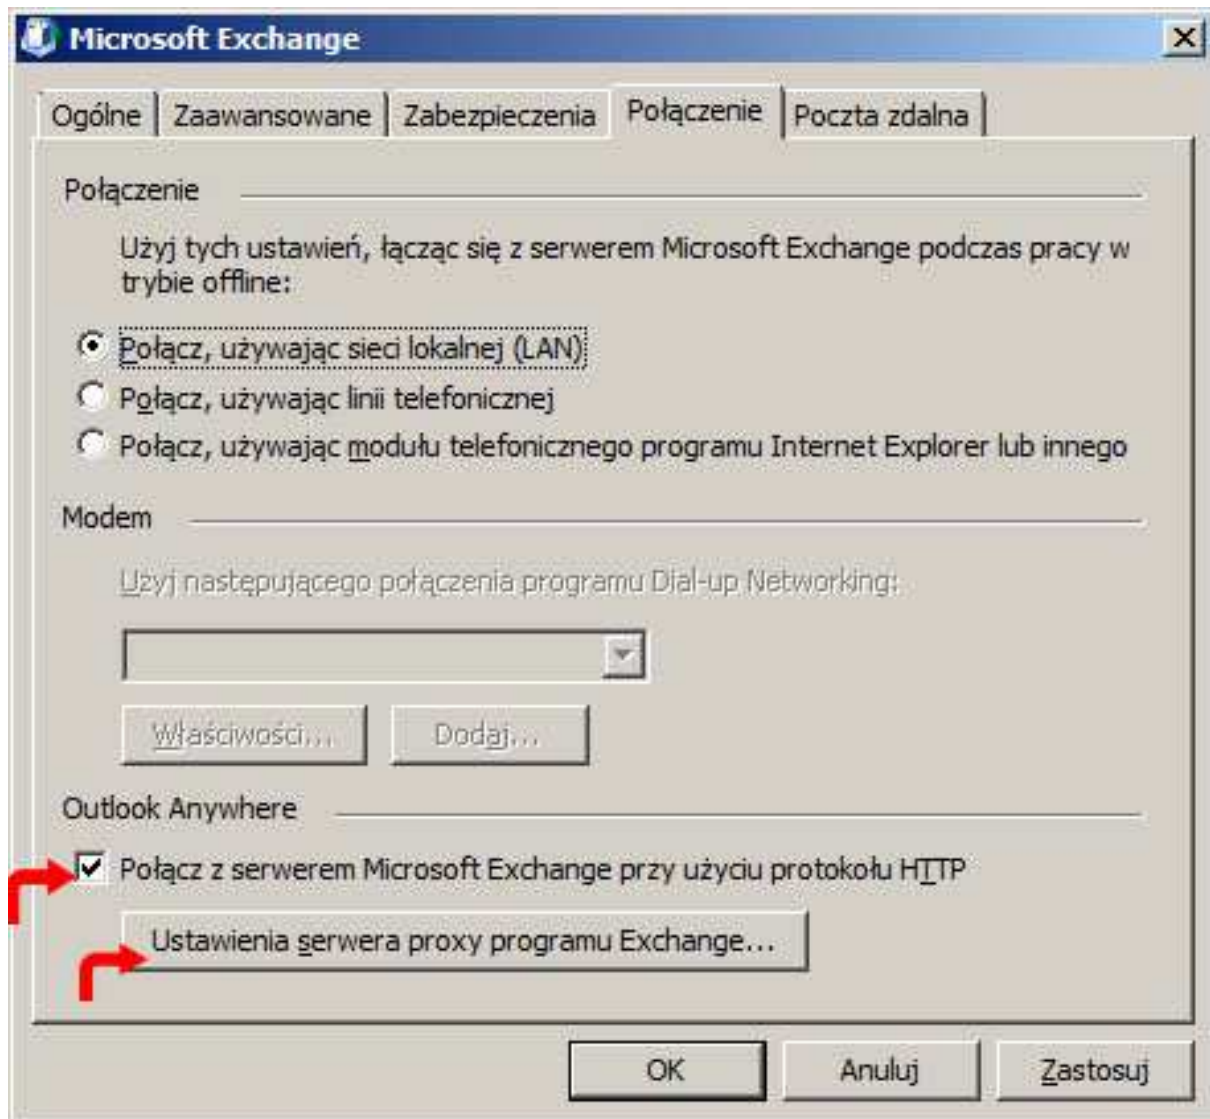 Microsoft Exchange
Ogólne Zaawansowane Zabezpieczenia Połączenie Poczta zdalna
Połączenie
Użyj tych ustawień, łącząc się z serwerem Microsoft Exchange podczas pracy w
trybie offline:
Połącz, używając sieci lokalnej (LAN)
Połącz, używając linii telefonicznej
Połącz, używając modułu telefonicznego programu Internet Explorer lub innego
Modem
Użyj następującego połączenia programu Dial-up Networking:
Właściwości... Dodaj...
Outlook Anywhere
Połącz z serwerem Microsoft Exchange przy użyciu protokołu HTTP
Ustawienia serwera proxy programu Exchange...
OK Anuluj Zastosuj